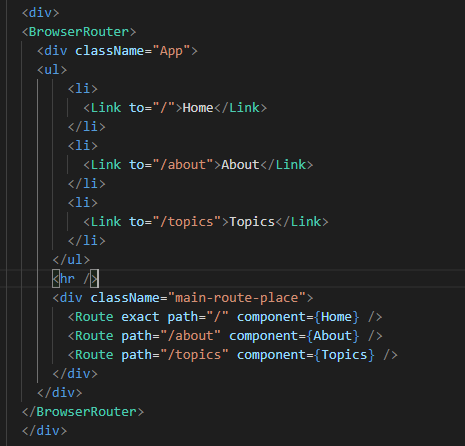 <div>
<BrowserRouter>
<div className="App">
<ul>
<li>
<Link to="/">Home</Link>
</li>
<li>
<Link to="/about">About</Link>
</li>
<li>
<Link to="/topics">Topics</Link>
</li>
</ul>
<hr />
<div className="main-route-place">
<Route exact path="/" component={Home} />
<Route path="/about" component={About} />
<Route path="/topics" component={Topics} />
</div>
</div>
</BrowserRouter>
</div>